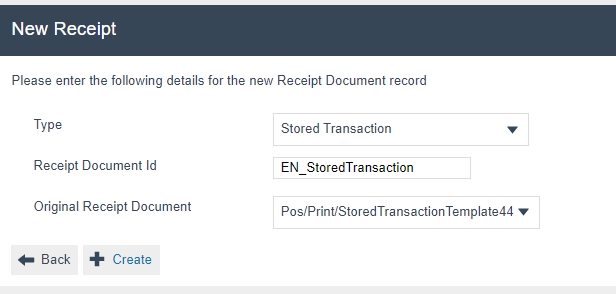 New Receipt
Please enter the following details for the new Receipt Document record
Type
Stored Transaction
Receipt Document Id
EN_StoredTransaction
Original Receipt Document
Pos/Print/StoredTransactionTemplate44
Back
Create